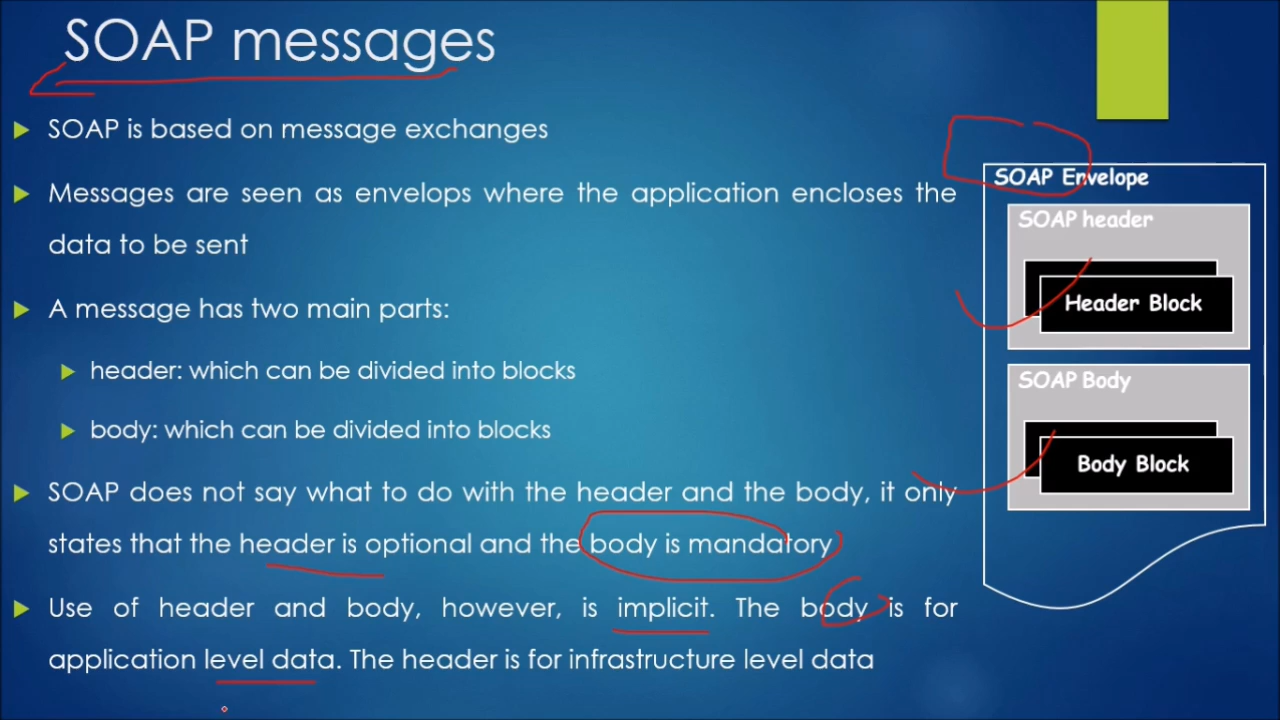 SOAP messages
SOAP is based on message exchanges
Messages are seen as envelops where the application encloses the
data to be sent
A message has two main parts:
header: which can be divided into blocks
body: which can be divided into blocks
SOAP does not say what to do with the header and the body, it only
states that the header is optional and the body is mandatory
Use of header and body, however, is implicit. The body is for
application level data. The header is for infrastructure level data
SOAP Envelope
SOAP header
Header Block
SOAP Body
Body Block